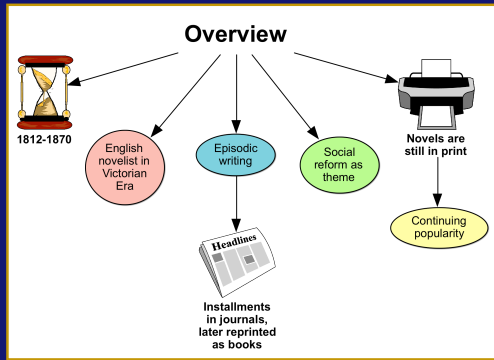 Overview
1812-1870
English
novelist in
Victorian
Era
Episodic
writing
Social
reform as
theme
Novels are
still in print
Continuing
popularity
Headlines
Installments
in journals,
later reprinted
as books